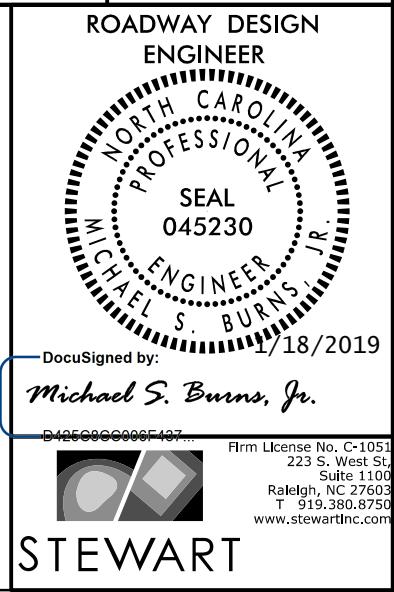 ROADWAY DESIGN
ENGINEER
NORTH CAROLINA
PROFESSIONAL
SEAL
045230
ENGINEER
MICHAEL S. BURNS, JR.
1/18/2019
DocuSigned by:
Michael S. Burns, Jr.
Firm License No. C-1051
223 S. West St,
Suite 1100
Raleigh, NC 27603
T 919.380.8750
www.stewartinc.com
STEWART